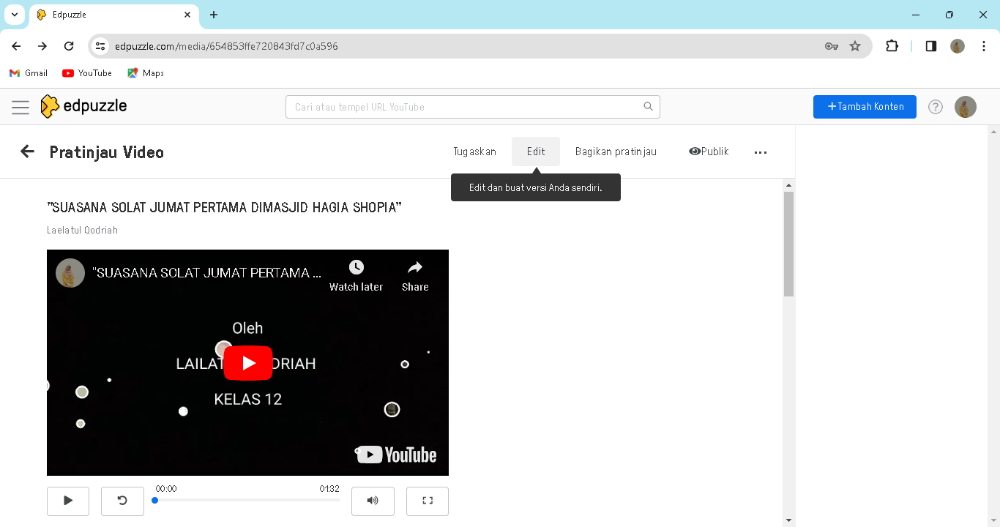 Edpuzzle
edpuzzle.com/media/654853ffe720843fd7c0a596
Gmail YouTube Maps
edpuzzle Cari atau tempel URL YouTube +Tambah Konten ?
Pratinjau Video Tugaskan Edit Bagikan pratinjau Publik ...
Edit dan buat versi Anda sendiri.
"SUASANA SOLAT JUMAT PERTAMA DIMASJID HAGIA SHOPIA"
Laelatul Qodriah
"SUASANA SOLAT JUMAT PERTAMA ...
Watch later Share
Oleh
LAILAT DRIAH
KELAS 12
YouTube
00:00 01:32